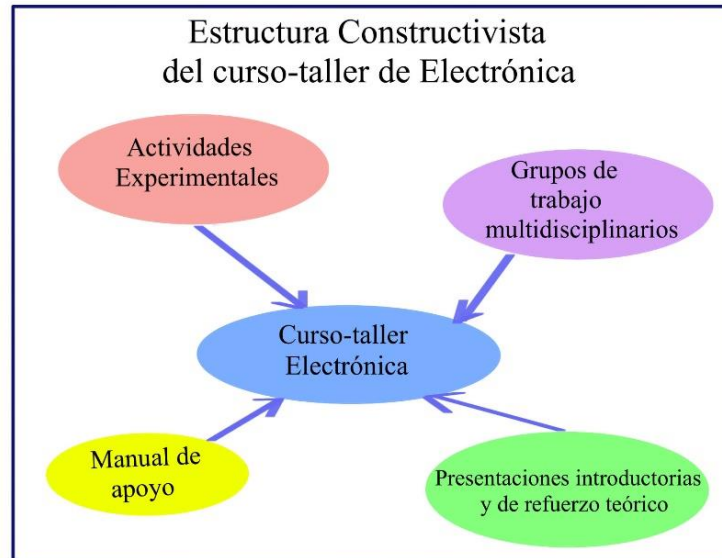 Estructura Constructivista
del curso-taller de Electrónica
Actividades
Experimentales
Grupos de
trabajo
multidisciplinarios
Curso-taller
Electrónica
Manual de
apoyo
Presentaciones introductorias
y de refuerzo teórico